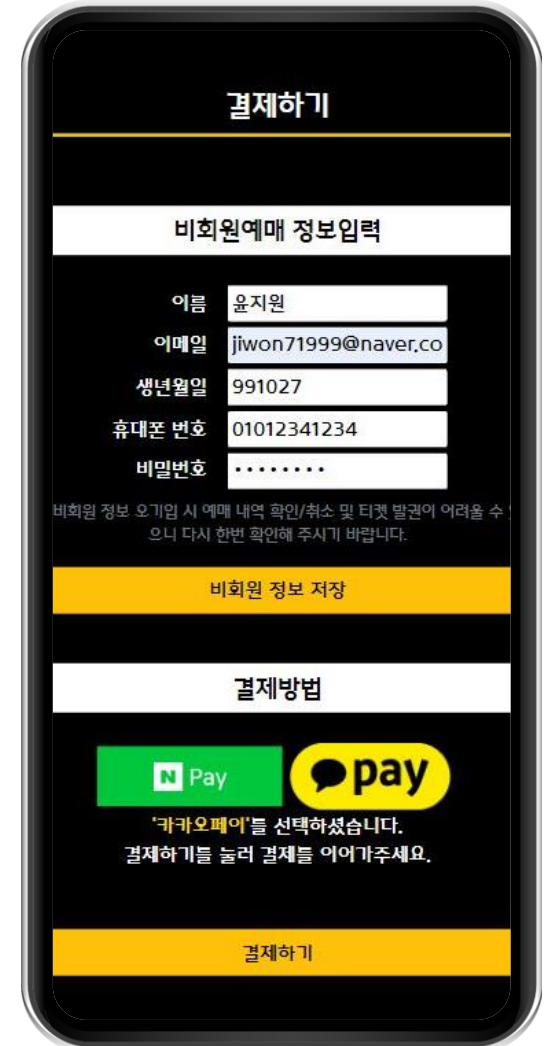 결제하기
비회원예매 정보입력
이름 윤지원
이메일 jiwon71999@naver.co
생년월일 991027
휴대폰 번호 01012341234
비밀번호 ········
비회원 정보 오기입 시 예매 내역 확인/취소 및 티켓 발권이 어려울 수
으니 다시 한번 확인해 주시기 바랍니다.
비회원 정보 저장
결제방법
N Pay pay
'카카오페이'를 선택하셨습니다.
결제하기를 눌러 결제를 이어가주세요.
결제하기